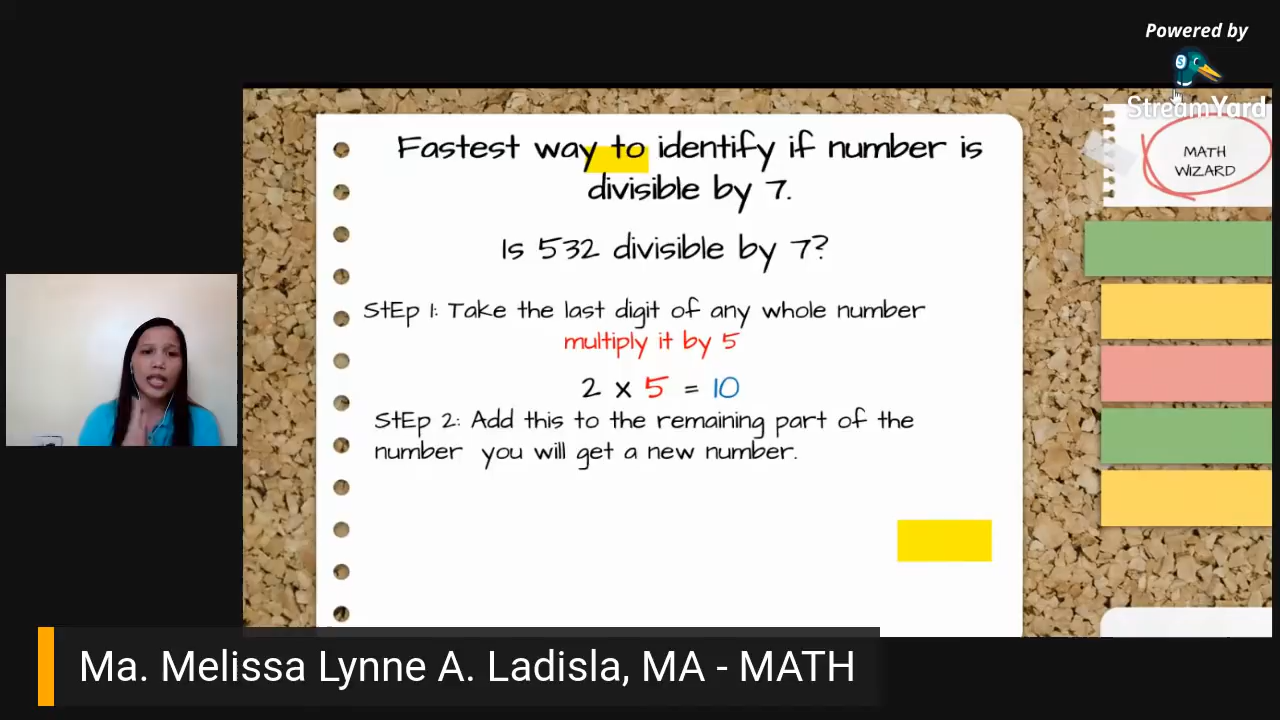 Powered by
StreamYard
MATH
WIZARD
Fastest way to identify if number is
divisible by 7.
Is 532 divisible by 7?
StEp 1: Take the last digit of any whole number
multiply it by 5
2 x 5 = 10
StEp 2: Add this to the remaining part of the
number you will get a new number.
Ma. Melissa Lynne A. Ladisla, MA - MATH